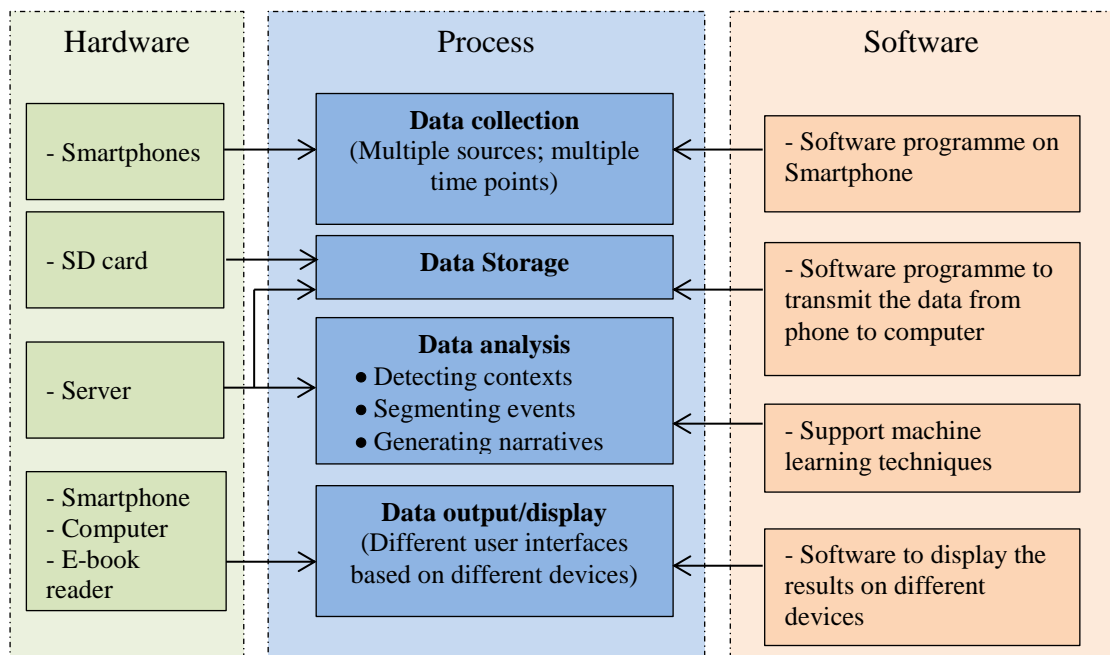 Hardware
Process
Software
- Smartphones
- SD card
- Server
- Smartphone
- Computer
- E-book
reader
Data collection
(Multiple sources; multiple
time points)
Data Storage
Data analysis
• Detecting contexts
• Segmenting events
• Generating narratives
Data output/display
(Different user interfaces
based on different devices)
- Software programme on
Smartphone
- Software programme to
transmit the data from
phone to computer
- Support machine
learning techniques
- Software to display the
results on different
devices